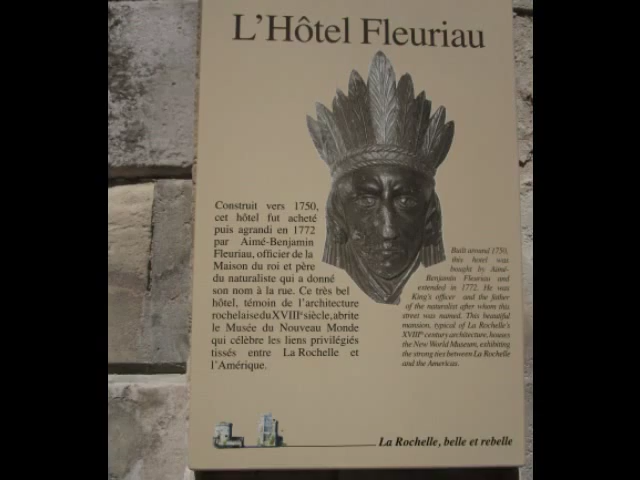 L'Hôtel Fleuriau
Construit vers 1750,
cet hôtel fut acheté
puis agrandi en 1772
par Aimé-Benjamin
Fleuriau, officier de la
Maison du roi et père
du naturaliste qui a donné
son nom à la rue. Ce très bel
hôtel, témoin de l'architecture
rochelaise du XVIIIᵉ siècle, abrite
le Musée du Nouveau Monde
qui célèbre les liens privilégiés
tissés entre La Rochelle et
l'Amérique.
Built around 1750,
this hotel was
bought by Aimé-
Benjamin Fleuriau and
extended in 1772. He was
King's officer and the father
of the naturalist after whom this
street was named. This beautiful
mansion, typical of La Rochelle's
XVIIIᵗʰ century architecture, houses
the New World Museum, exhibiting
the strong ties between La Rochelle
and the Americas.
La Rochelle, belle et rebelle